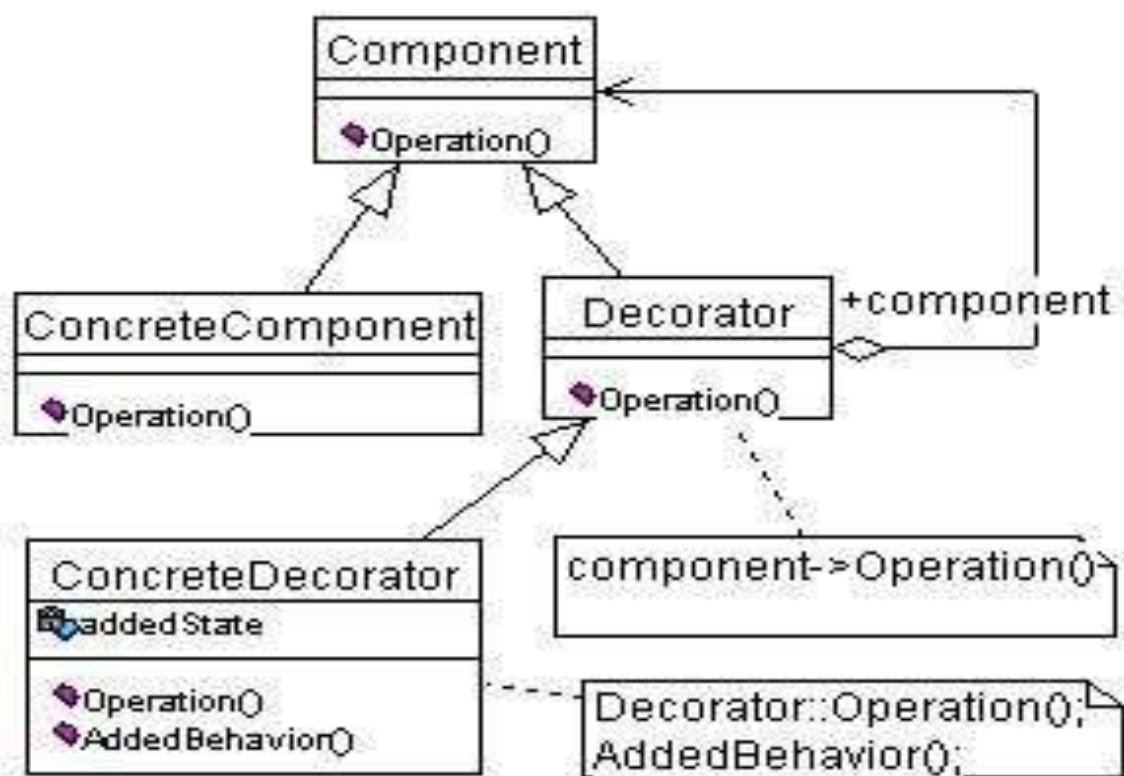 Component
Operation()
ConcreteComponent
Operation()
Decorator
Operation()
+component
ConcreteDecorator
addedState
Operation()
AddedBehavior()
component->Operation()
Decorator::Operation();
AddedBehavior();